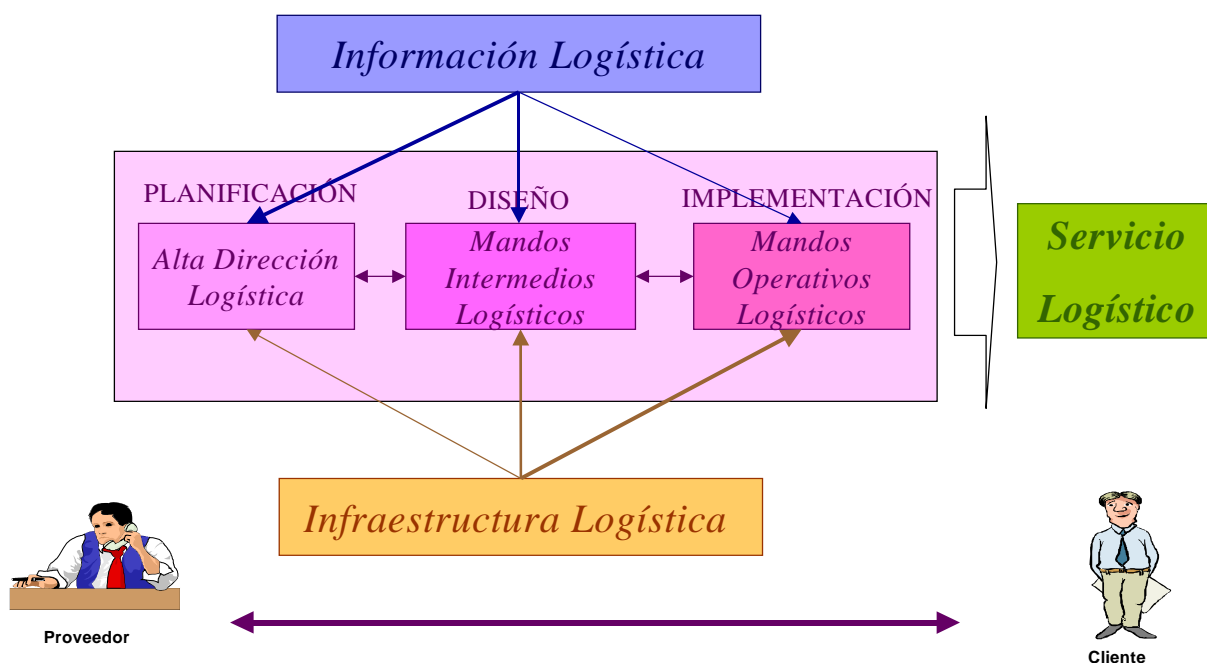 Información Logística
PLANIFICACIÓN
DISEÑO
IMPLEMENTACIÓN
Alta Dirección
Logística
Mandos
Intermedios
Logísticos
Mandos
Operativos
Logísticos
Servicio
Logístico
Infraestructura Logística
Proveedor
Cliente